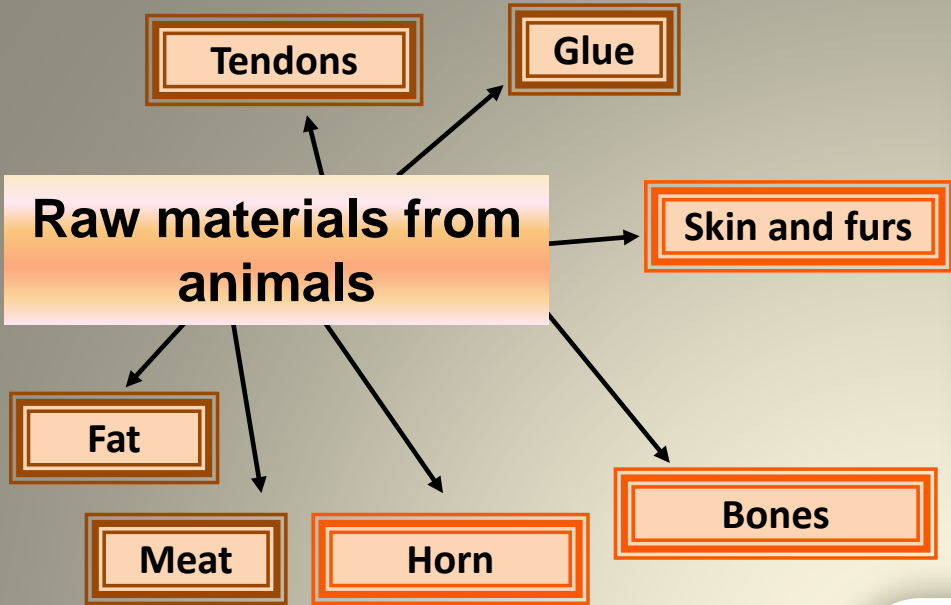 Tendons
Glue
Raw materials from
animals
Skin and furs
Fat
Bones
Meat
Horn